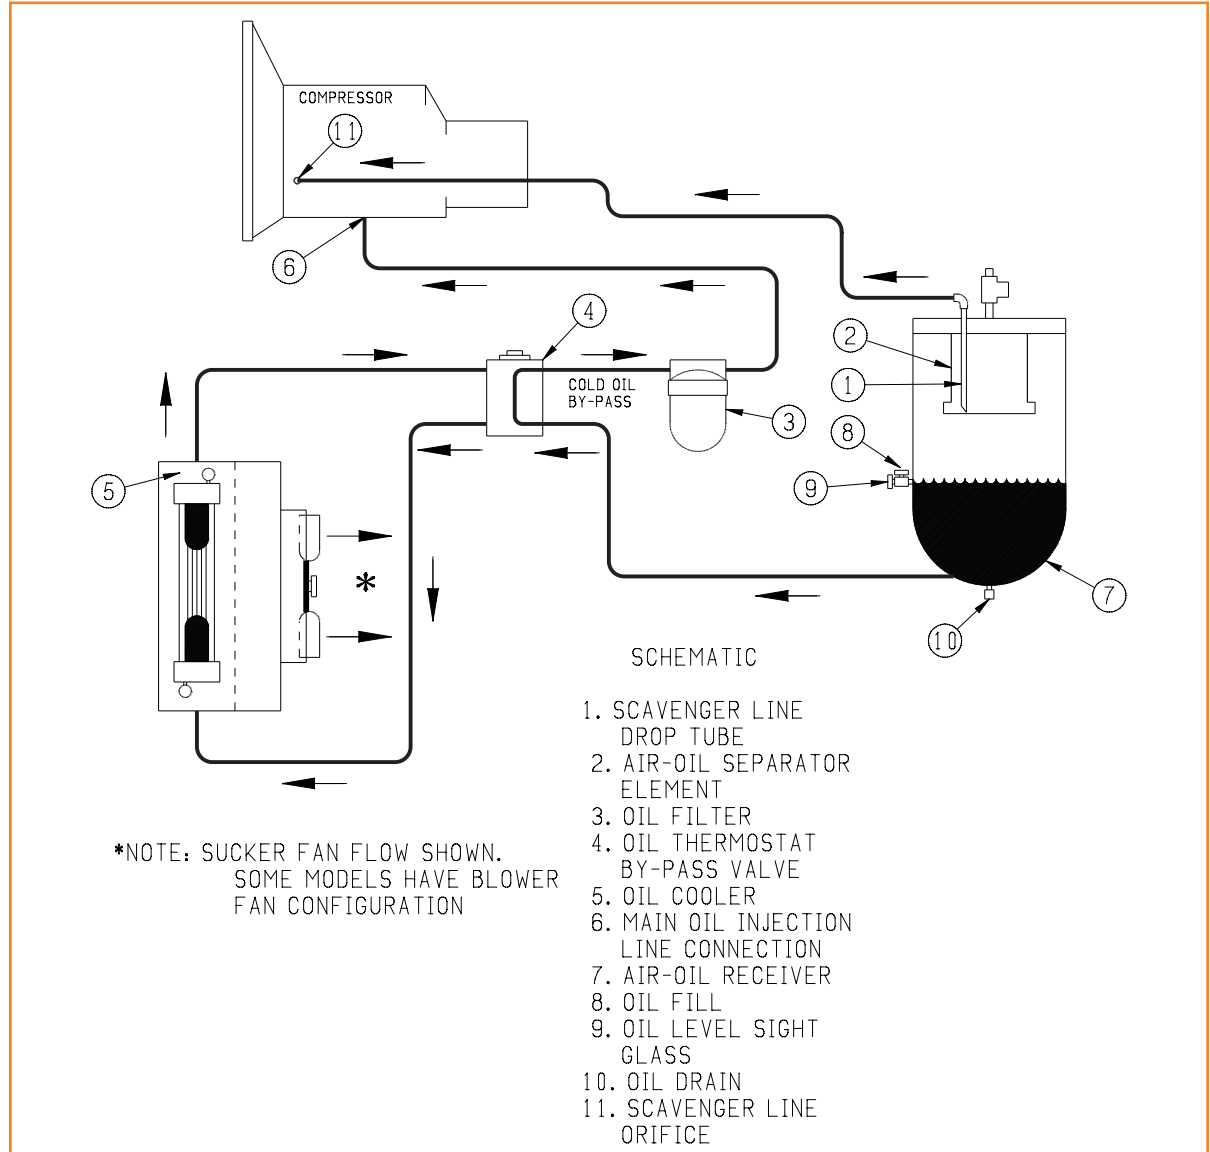 COMPRESSOR
11
6
4
2
1
COLD OIL
BY-PASS
3
8
5
9
*
7
10
SCHEMATIC
1. SCAVENGER LINE
DROP TUBE
2. AIR-OIL SEPARATOR
ELEMENT
3. OIL FILTER
4. OIL THERMOSTAT
BY-PASS VALVE
5. OIL COOLER
6. MAIN OIL INJECTION
LINE CONNECTION
7. AIR-OIL RECEIVER
8. OIL FILL
9. OIL LEVEL SIGHT
GLASS
10. OIL DRAIN
11. SCAVENGER LINE
ORIFICE
*NOTE: SUCKER FAN FLOW SHOWN.
SOME MODELS HAVE BLOWER
FAN CONFIGURATION